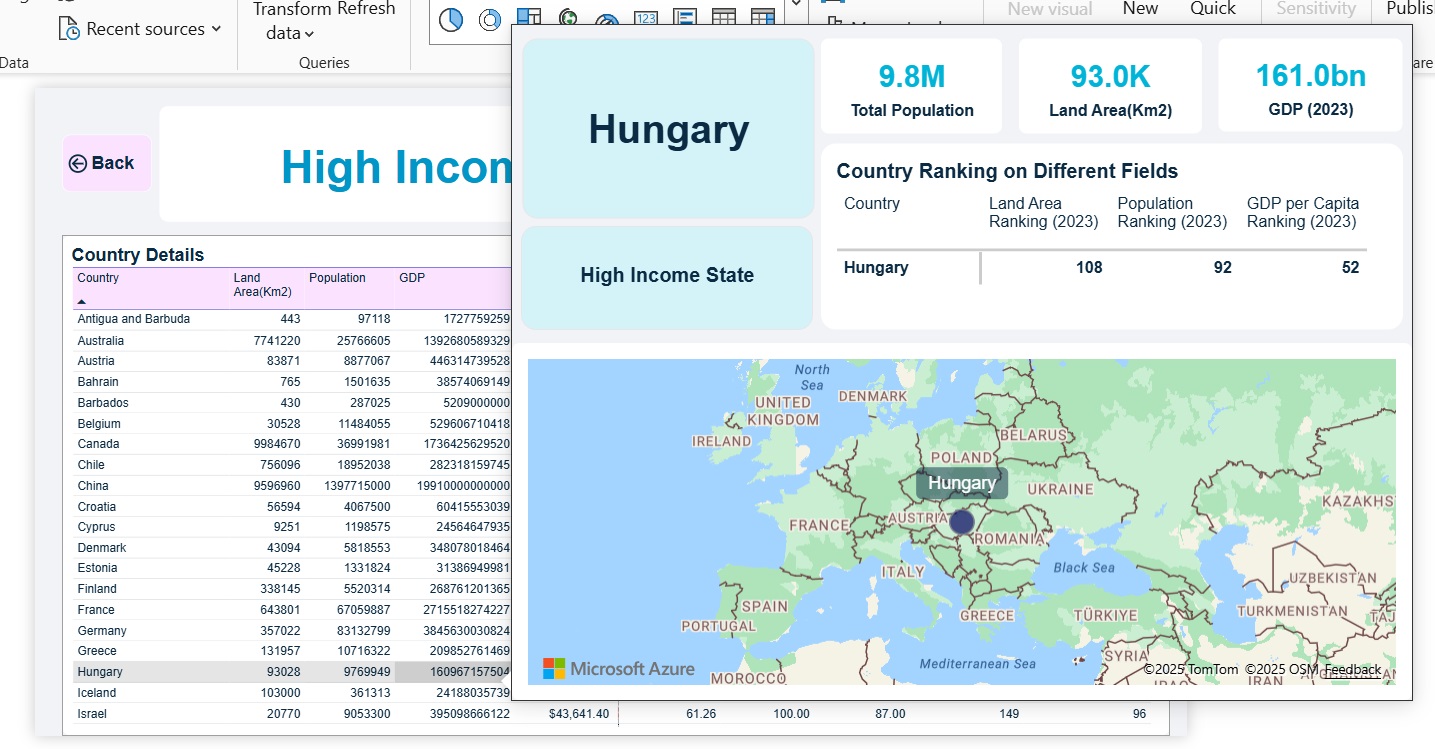 Transform Refresh
New visual
New
Quick
Sensitivity
Recent sources
data
123
Data
Queries
Back
High Incon
Country Details
Country Land Area(Km2) Population GDP
Antigua and Barbuda 443 97118 1727759259
Australia 7741220 25766605 1392680589329
Austria 83871 8877067 446314739528
Bahrain 765 1501635 38574069149
Barbados 430 287025 5209000000
Belgium 30528 11484055 529606710418
Canada 9984670 36991981 1736425629520
Chile 756096 18952038 282318159745
China 9596960 1397715000 19910000000000
Croatia 56594 4067500 60415553039
Cyprus 9251 1198575 24564647935
Denmark 43094 5818553 348078018464
Estonia 45228 1331824 31386949981
Finland 338145 5520314 268761201365
France 643801 67059887 2715518274227
Germany 357022 83132799 3845630030824
Greece 131957 10716322 209852761469
Hungary 93028 9769949 160967157504
Iceland 103000 361313 24188035739
Israel 20770 9053300 395098666122 $43,641.40 61.26 100.00 87.00 149 96
Hungary
High Income State
9.8M
Total Population
93.0K
Land Area(Km2)
161.0bn
GDP (2023)
Country Ranking on Different Fields
Country Land Area Ranking (2023) Population Ranking (2023) GDP per Capita Ranking (2023)
Hungary 108 92 52
North
Sea
DENMARK
UNITED
KINGDOM
IRELAND
BELARUS
POLAND
Hungary
UKRAINE
KAZAKHS
FRANCE
AUSTRIA
ROMANIA
ITALY
Black Sea
UZBEKISTAN
SPAIN
GREECE
TÜRKIYE
TURKMENISTAN
TAJ
PORTUGAL
Mediterranean Sea
SYRIA
Microsoft Azure
MOROCCO
IRAQ
IRAN
©2025 TomTom ©2025 OSM Feedback